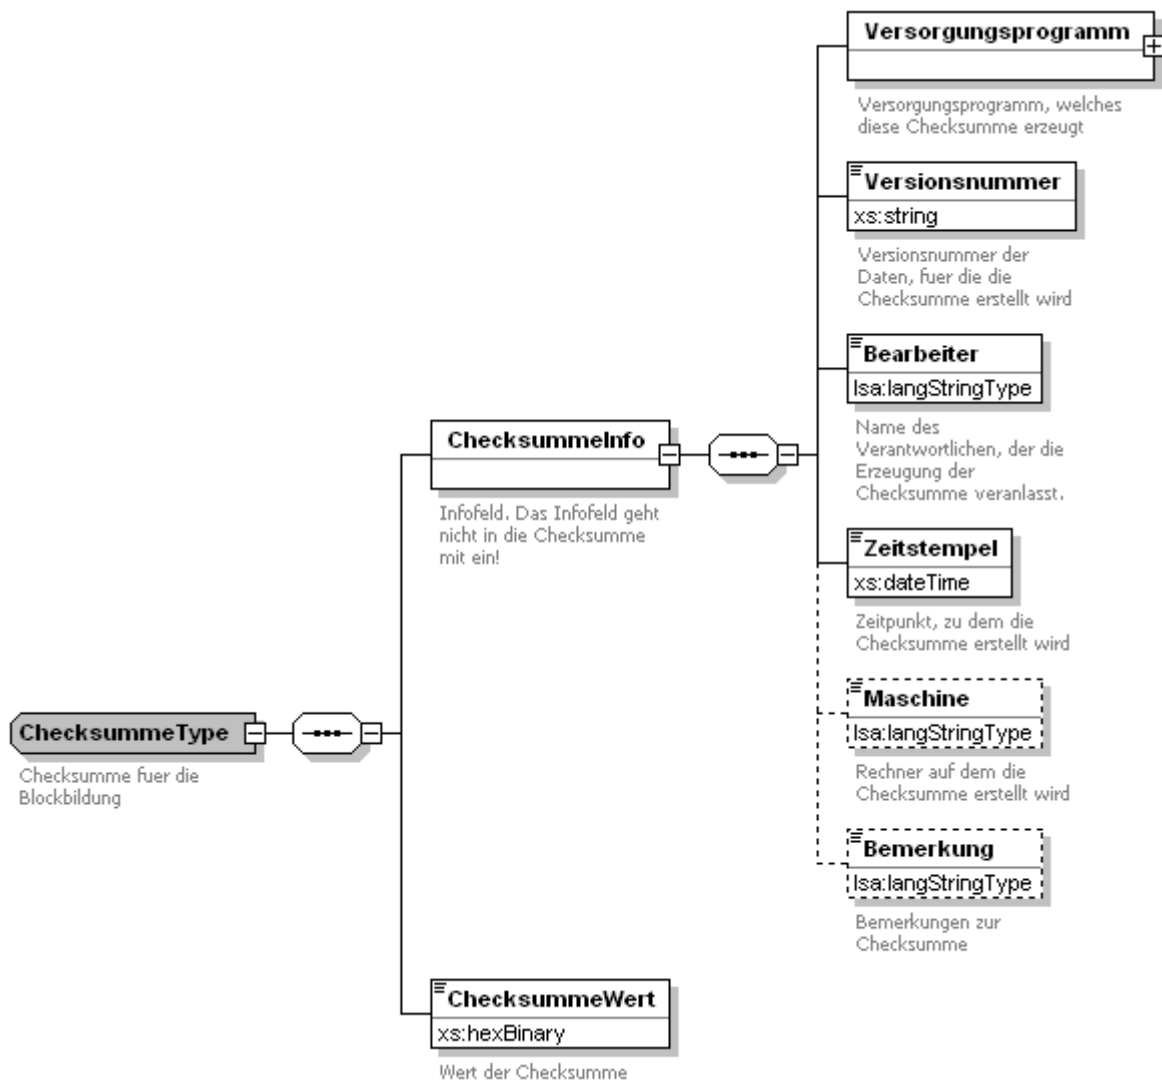 Versorgungsprogramm
Versorgungsprogramm, welches
diese Checksumme erzeugt
Versionsnummer
xs:string
Versionsnummer der
Daten, fuer die die
Checksumme erstellt wird
Bearbeiter
lsa:langStringType
Name des
Verantwortlichen, der die
Erzeugung der
Checksumme veranlasst.
ChecksummeInfo
Infofeld. Das Infofeld geht
nicht in die Checksumme
mit ein!
Zeitstempel
xs:dateTime
Zeitpunkt, zu dem die
Checksumme erstellt wird
Maschine
lsa:langStringType
Rechner auf dem die
Checksumme erstellt wird
ChecksummeType
Checksumme fuer die
Blockbildung
Bemerkung
lsa:langStringType
Bemerkungen zur
Checksumme
ChecksummeWert
xs:hexBinary
Wert der Checksumme